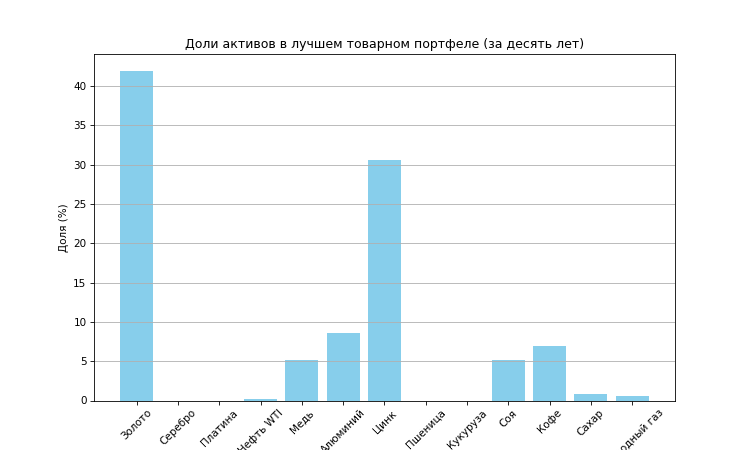 Доли активов в лучшем товарном портфеле (за десять лет)
Доля (%)
40
35
30
25
20
15
10
5
0
Золото
Серебро
Платина
Нефть WTI
Медь
Алюминий
Цинк
Пшеница
Кукуруза
Соя
Кофе
Сахар
газ